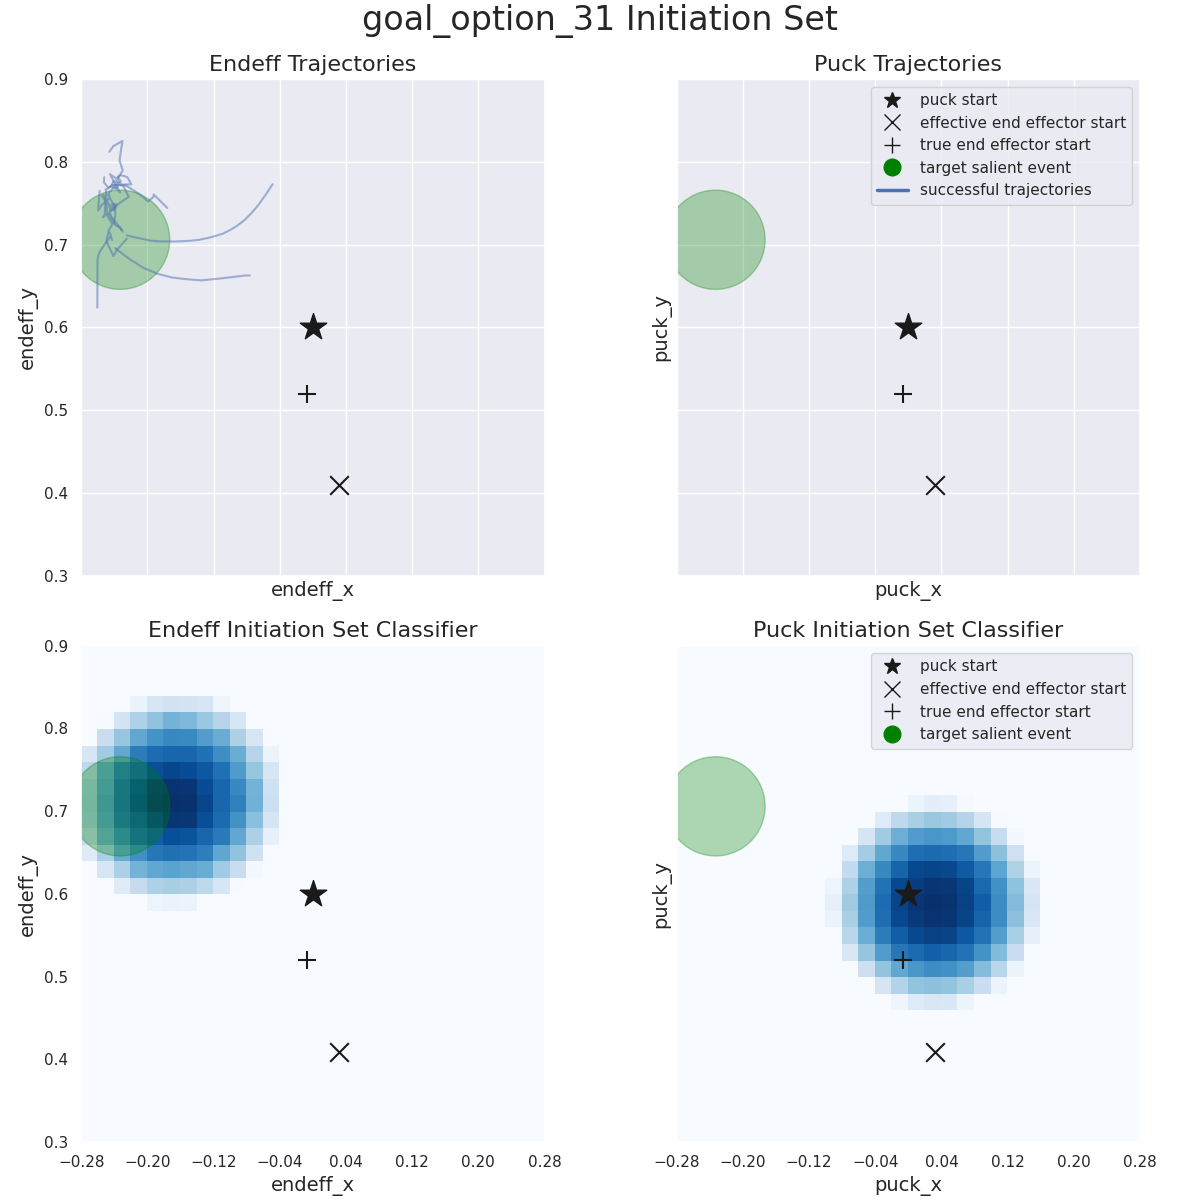 goal_option_31 Initiation Set
Endeff Trajectories
0.9
0.8
0.7
0.6
0.5
0.4
0.3
endeff_y
endeff_x
Puck Trajectories
puck start
effective end effector start
true end effector start
target salient event
successful trajectories
puck_y
puck_x
Endeff Initiation Set Classifier
0.9
0.8
0.7
0.6
0.5
0.4
0.3
endeff_y
−0.28 −0.20 −0.12 −0.04 0.04 0.12 0.20 0.28
endeff_x
Puck Initiation Set Classifier
puck start
effective end effector start
true end effector start
target salient event
puck_y
−0.28 −0.20 −0.12 −0.04 0.04 0.12 0.20 0.28
puck_x